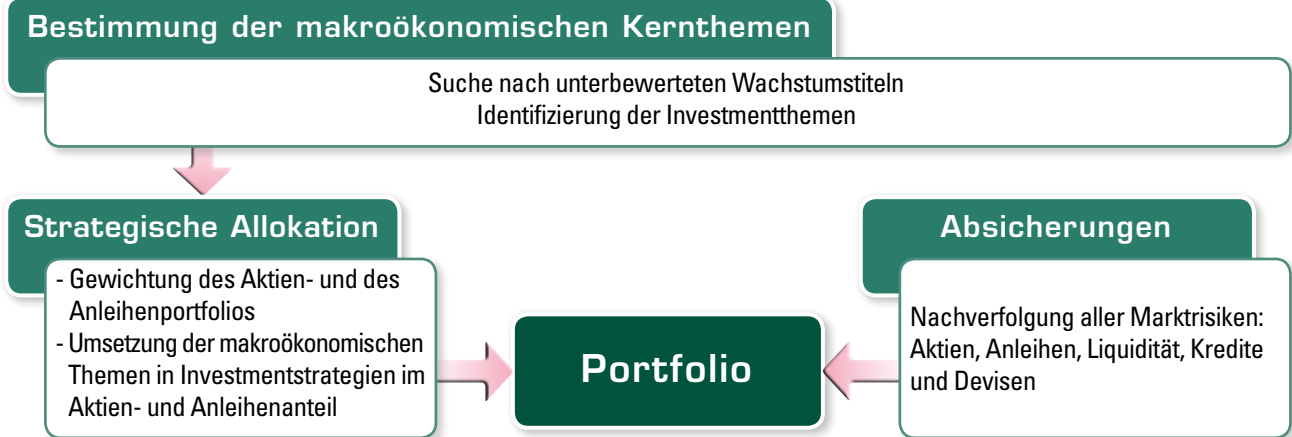 Bestimmung der makroökonomischen Kernthemen
Suche nach unterbewerteten Wachstumstiteln
Identifizierung der Investmentthemen
Strategische Allokation
- Gewichtung des Aktien- und des
Anleihenportfolios
- Umsetzung der makroökonomischen
Themen in Investmentstrategien im
Aktien- und Anleihenanteil
Portfolio
Absicherungen
Nachverfolgung aller Marktrisiken:
Aktien, Anleihen, Liquidität, Kredite
und Devisen